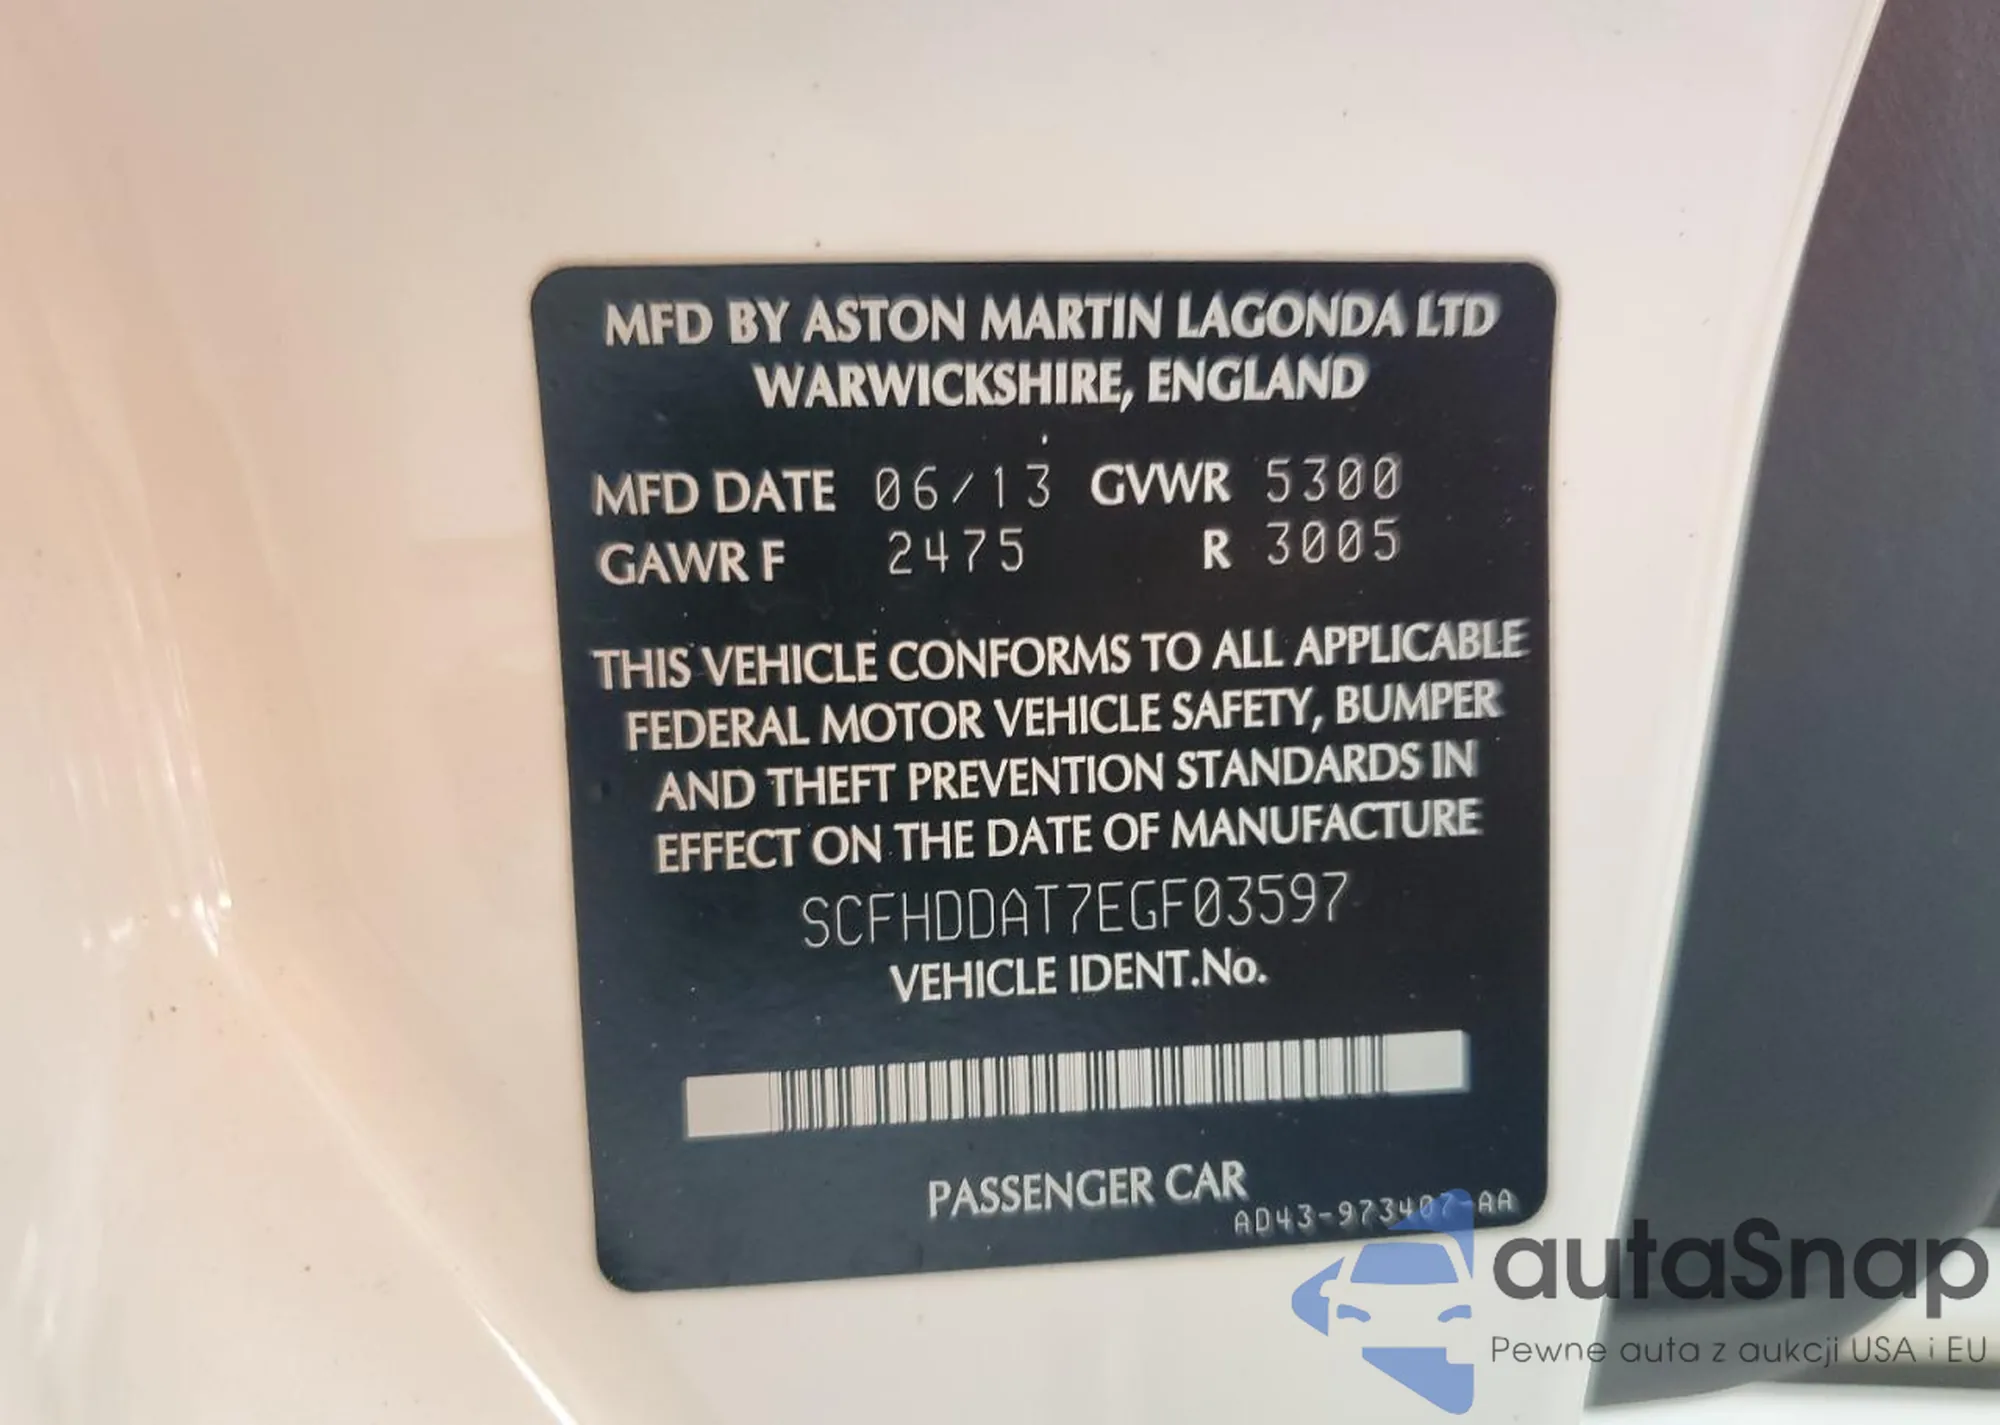 MFD BY ASTON MARTIN LAGONDA LTD
WARWICKSHIRE, ENGLAND
MFD DATE 06/13 GVWR 5300
GAWR F 2475 R 3005
THIS VEHICLE CONFORMS TO ALL APPLICABLE
FEDERAL MOTOR VEHICLE SAFETY, BUMPER
AND THEFT PREVENTION STANDARDS IN
EFFECT ON THE DATE OF MANUFACTURE
SCFHDDAT7EGF03597
VEHICLE IDENT.No.
PASSENGER CAR
AD43-973407-AA
autaSnap
Pewne auta z aukcji USA i EU